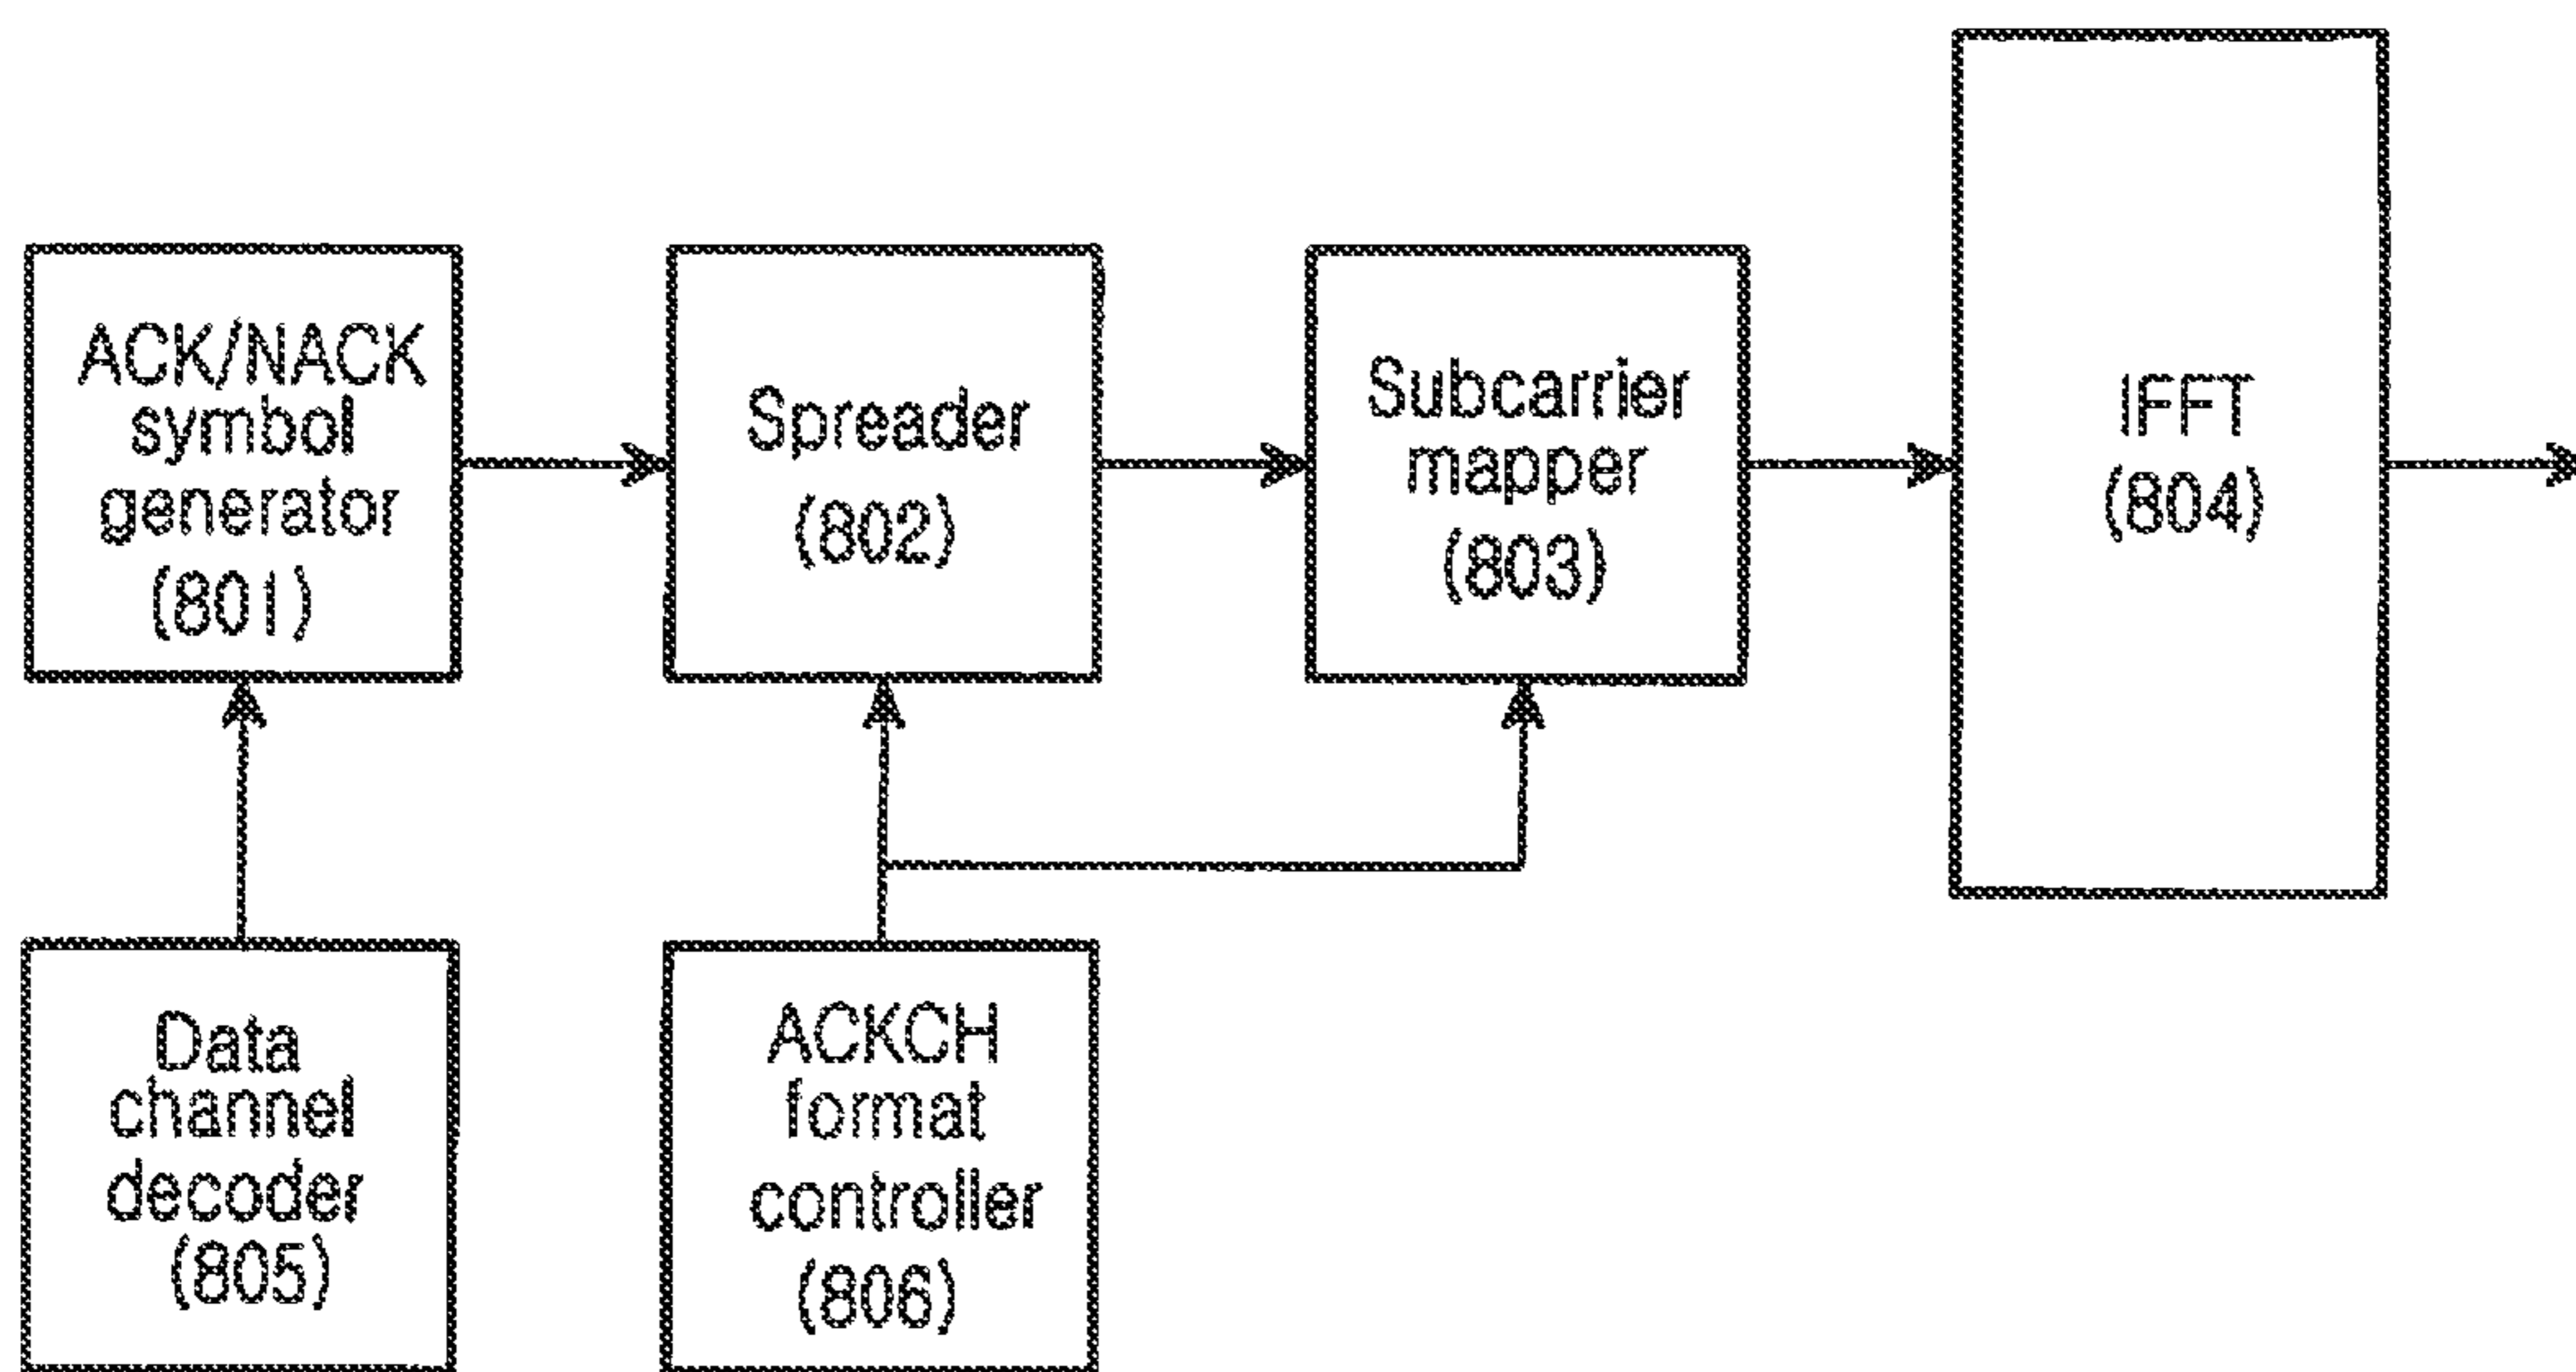 ACK/NACK
symbol
generator
(801)
Spreader
(802)
Subcarrier
mapper
(803)
IFFT
(804)
Data
channel
decoder
(805)
ACKCH
format
controller
(806)